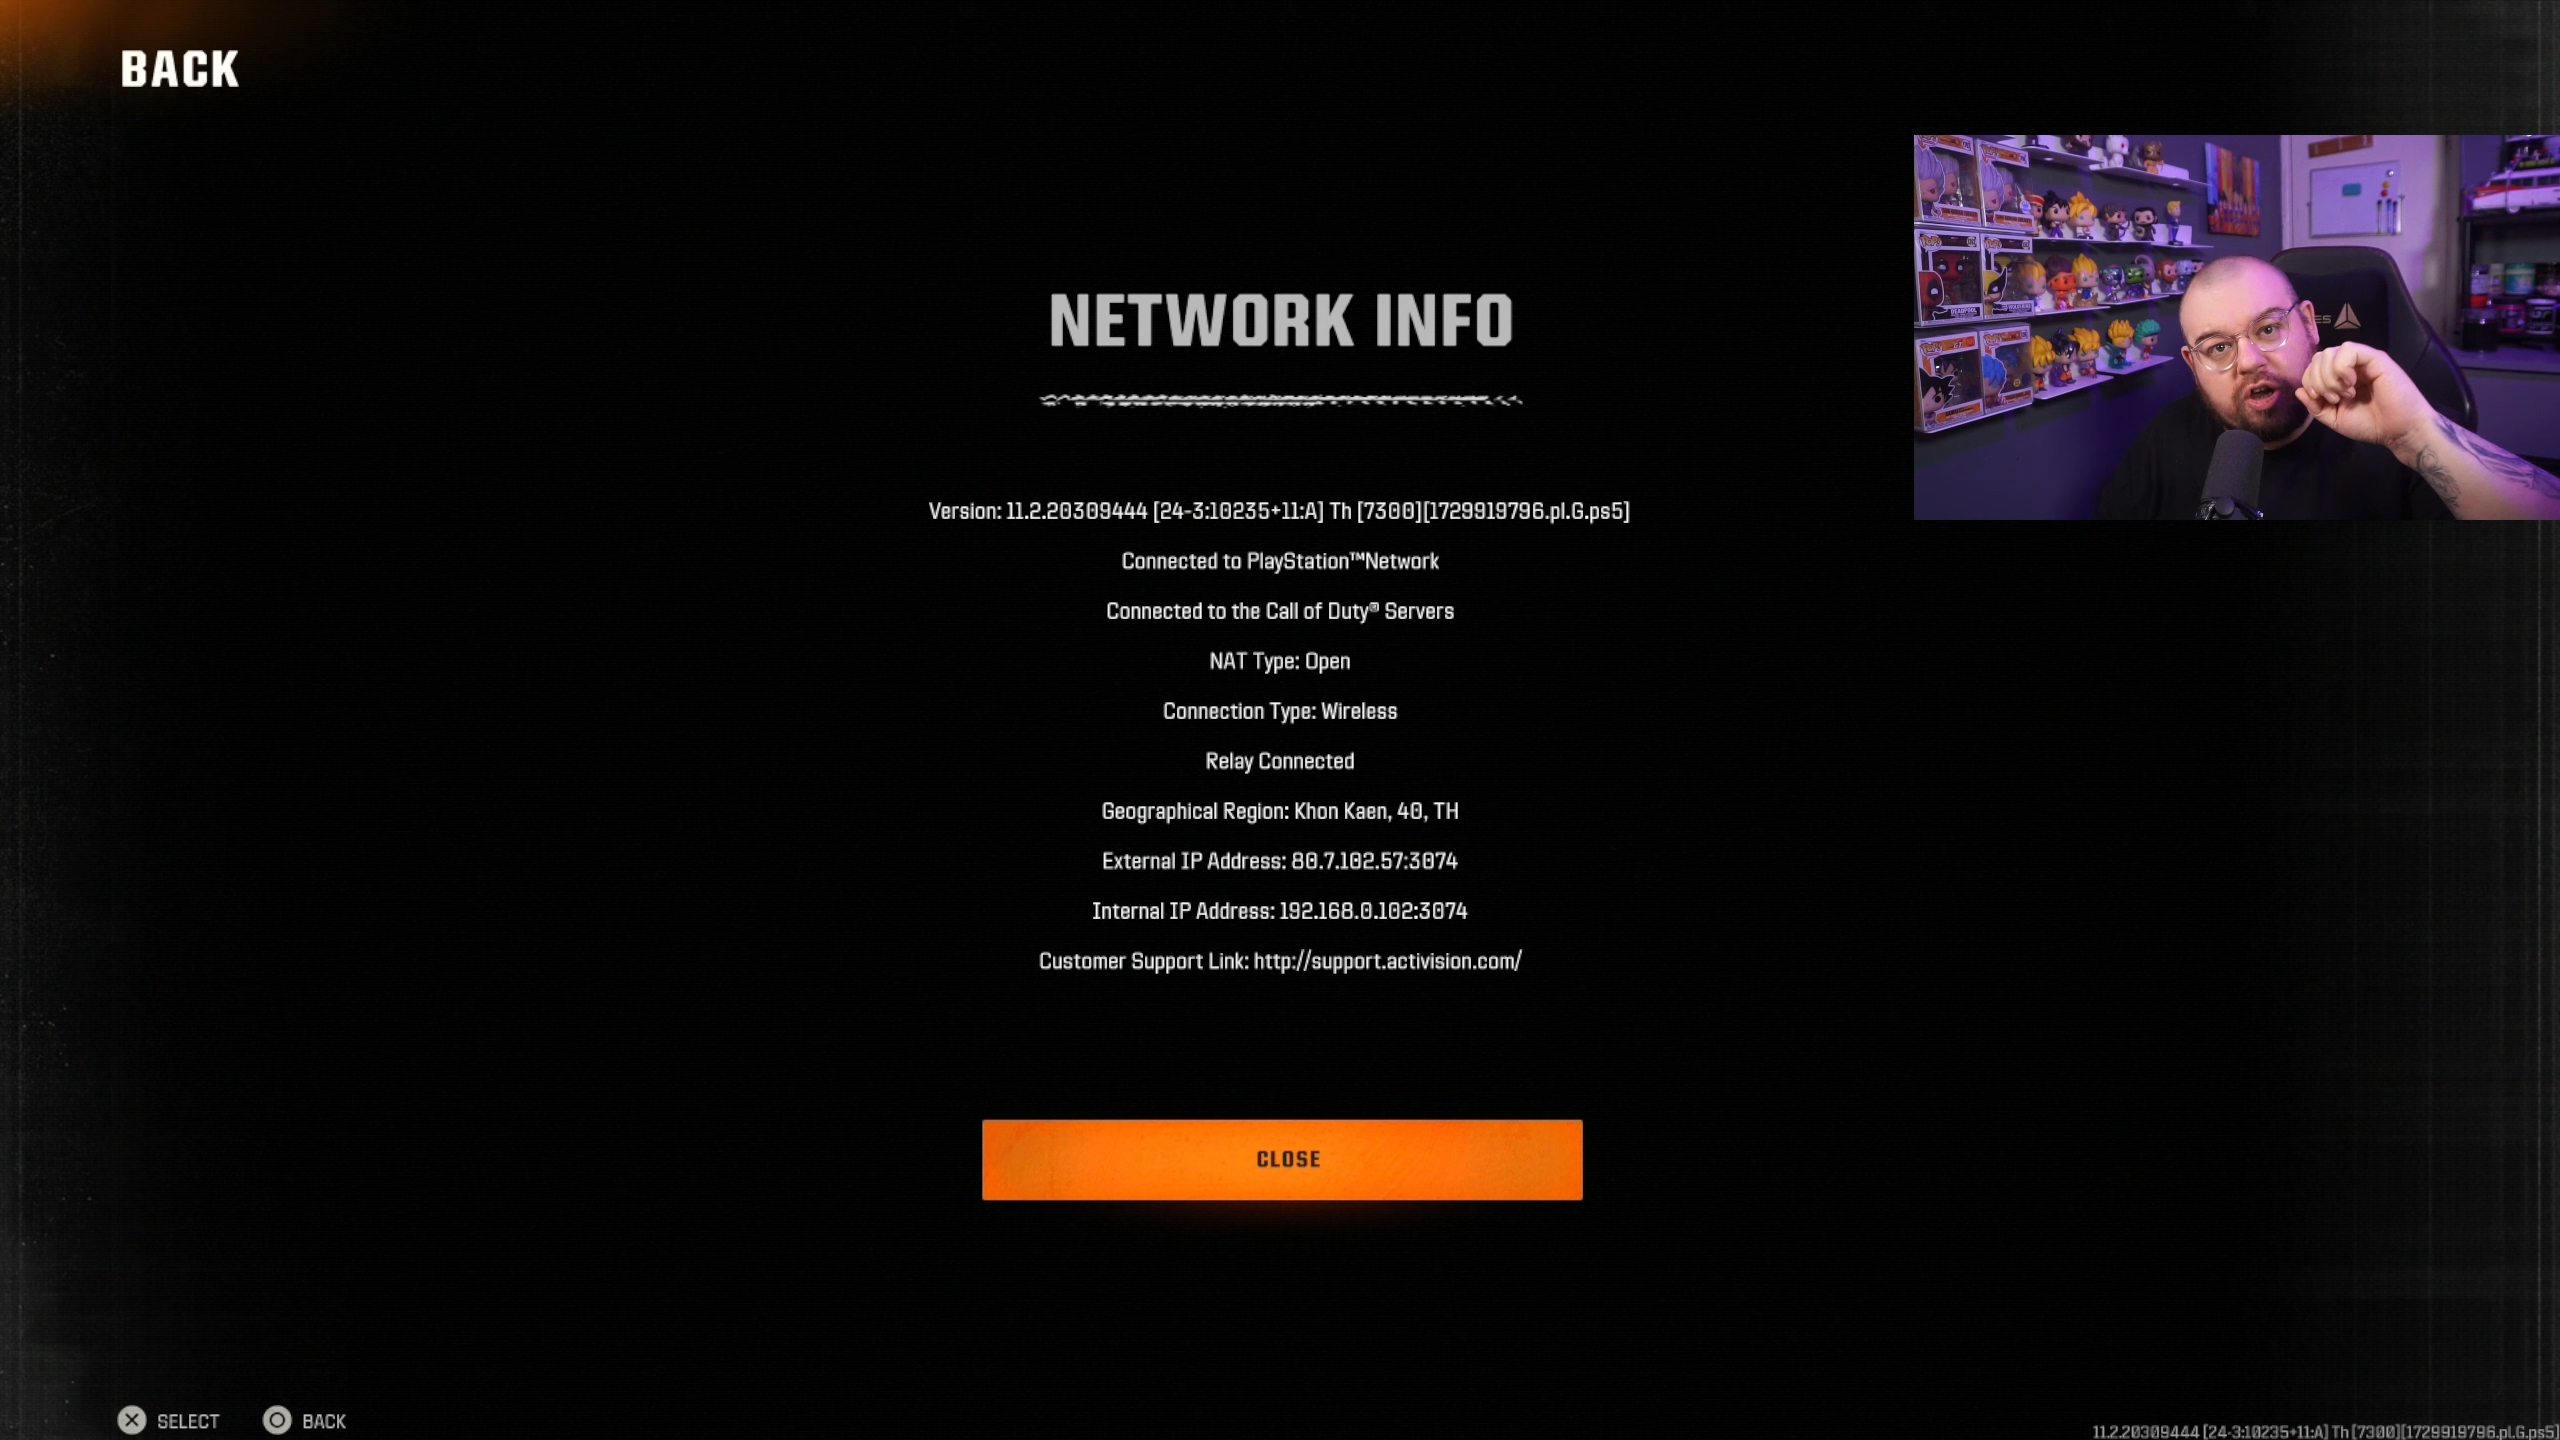 BACK
NETWORK INFO
Version: 11.2.20309444 [24-3:10235+11:A] Th [7300][1729919796.pl.G.ps5]
Connected to PlayStation™Network
Connected to the Call of Duty® Servers
NAT Type: Open
Connection Type: Wireless
Relay Connected
Geographical Region: Khon Kaen, 40, TH
External IP Address: 80.7.102.57:3074
Internal IP Address: 192.168.0.102:3074
Customer Support Link: http://support.activision.com/
CLOSE
SELECT BACK
11.2.20309444 [24-3:10235+11:A] Th [7300][1729919796.pl.G.ps5]